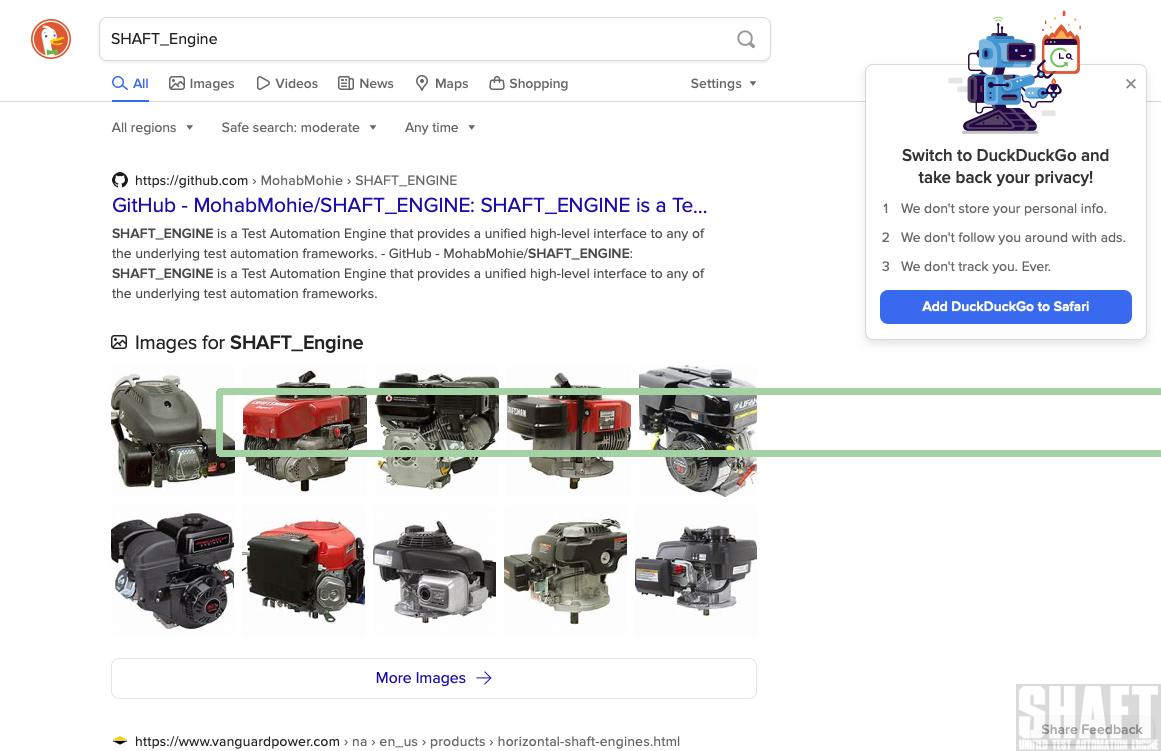 SHAFT_Engine
All Images Videos News Maps Shopping Settings
All regions Safe search: moderate Any time
https://github.com › MohabMohie › SHAFT_ENGINE
GitHub - MohabMohie/SHAFT_ENGINE: SHAFT_ENGINE is a Te...
SHAFT_ENGINE is a Test Automation Engine that provides a unified high-level interface to any of
the underlying test automation frameworks. - GitHub - MohabMohie/SHAFT_ENGINE:
SHAFT_ENGINE is a Test Automation Engine that provides a unified high-level interface to any of
the underlying test automation frameworks.
Images for SHAFT_Engine
CRAFTSMAN
CRAFTSMAN
LIFAN
More Images
https://www.vanguardpower.com › na › en_us › products › horizontal-shaft-engines.html
Switch to DuckDuckGo and
take back your privacy!
1 We don't store your personal info.
2 We don't follow you around with ads.
3 We don't track you. Ever.
Add DuckDuckGo to Safari
SHAFT
Share Feedback